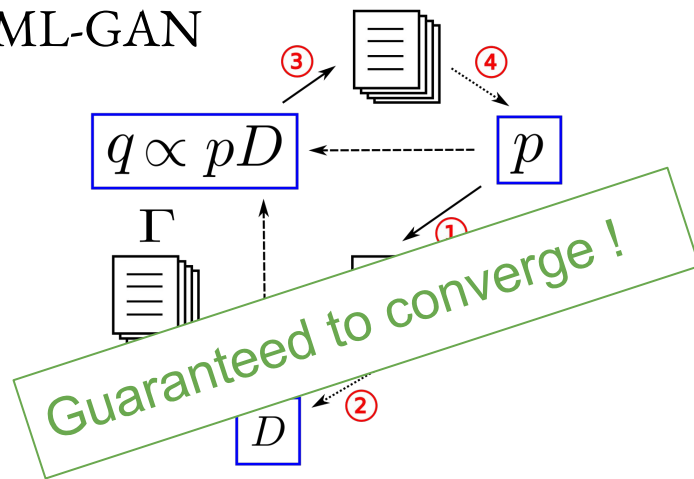 ML-GAN
③
④
q ∝ pD
p
Γ
①
Guaranteed to converge !
②
D